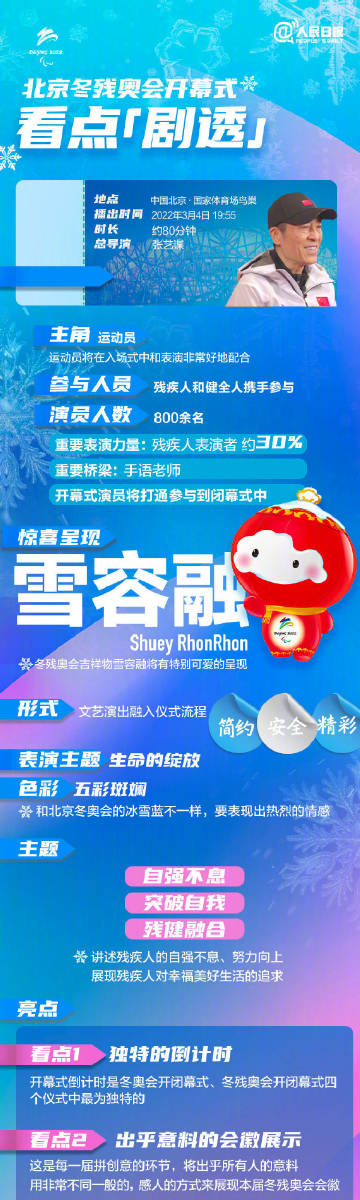 BEIJING 2022
@人民日报
PEOPLE'S DAILY
北京冬残奥会开幕式
看点「剧透」
地点 中国北京·国家体育场鸟巢
播出时间 2022年3月4日 19:55
时长 约80分钟
总导演 张艺谋
主角 运动员
运动员将在入场式中和表演非常好地配合
参与人员 残疾人和健全人携手参与
演员人数 800余名
重要表演力量：残疾人表演者 约30%
重要桥梁：手语老师
开幕式演员将打通参与到闭幕式中
惊喜呈现
雪容融
Shuey RhonRhon
BEIJING 2022
冬残奥会吉祥物雪容融将有特别可爱的呈现
形式 文艺演出融入仪式流程
简约 安全 精彩
表演主题 生命的绽放
色彩 五彩斑斓
和北京冬奥会的冰雪蓝不一样，要表现出热烈的情感
主题
自强不息
突破自我
残健融合
讲述残疾人的自强不息、努力向上
展现残疾人对幸福美好生活的追求
亮点
看点1 独特的倒计时
开幕式倒计时是冬奥会开闭幕式、冬残奥会开闭幕式四
个仪式中最为独特的
看点2 出乎意料的会徽展示
这是每一届拼创意的环节，将出乎所有人的意料
用非常不同一般的，感人的方式来展现本届冬残奥会会徽